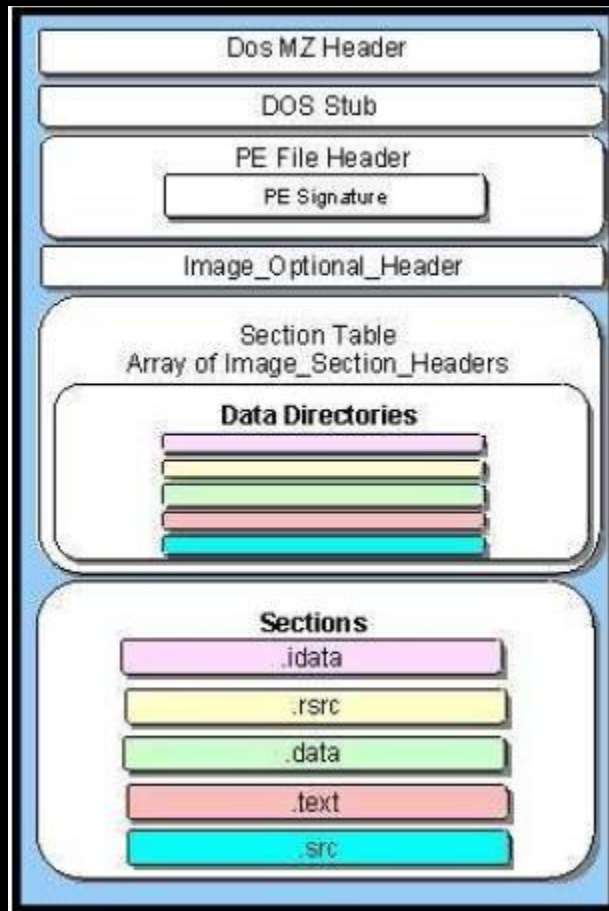 Dos MZ Header
DOS Stub
PE File Header
PE Signature
Image_Optional_Header
Section Table
Array of Image_Section_Headers
Data Directories
Sections
.idata
.rsrc
.data
.text
.src